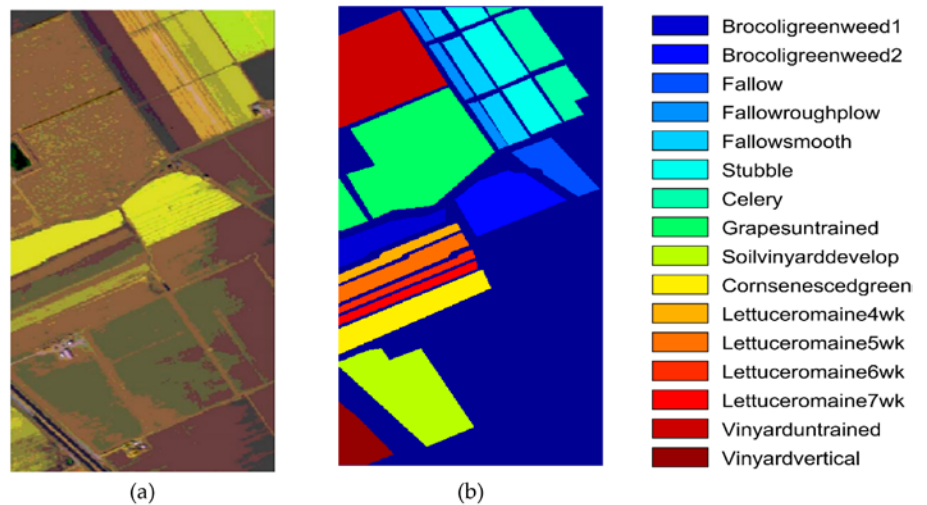 Brocoligreenweed1
Brocoligreenweed2
Fallow
Fallowroughplow
Fallowsmooth
Stubble
Celery
Grapesuntrained
Soilvinyarddevelop
Cornsenescedgreen
Lettuceromaine4wk
Lettuceromaine5wk
Lettuceromaine6wk
Lettuceromaine7wk
Vinyarduntrained
Vinyardvertical
(a)
(b)